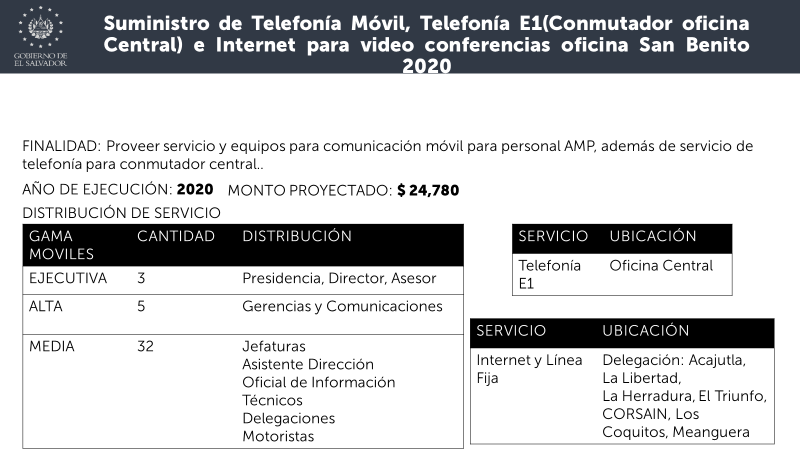 GOBIERNO DE
EL SALVADOR
Suministro de Telefonía Móvil, Telefonía E1(Conmutador oficina
Central) e Internet para video conferencias oficina San Benito
2020
FINALIDAD: Proveer servicio y equipos para comunicación móvil para personal AMP, además de servicio de
telefonía para conmutador central..
AÑO DE EJECUCIÓN: 2020 MONTO PROYECTADO: $ 24,780
DISTRIBUCIÓN DE SERVICIO
GAMA MOVILES CANTIDAD DISTRIBUCIÓN
EJECUTIVA 3 Presidencia, Director, Asesor
ALTA 5 Gerencias y Comunicaciones
MEDIA 32 Jefaturas
Asistente Dirección
Oficial de Información
Técnicos
Delegaciones
Motoristas
SERVICIO UBICACIÓN
Telefonía Oficina Central
E1
SERVICIO UBICACIÓN
Internet y Línea Delegación: Acajutla,
Fija La Libertad,
La Herradura, El Triunfo,
CORSAIN, Los
Coquitos, Meanguera